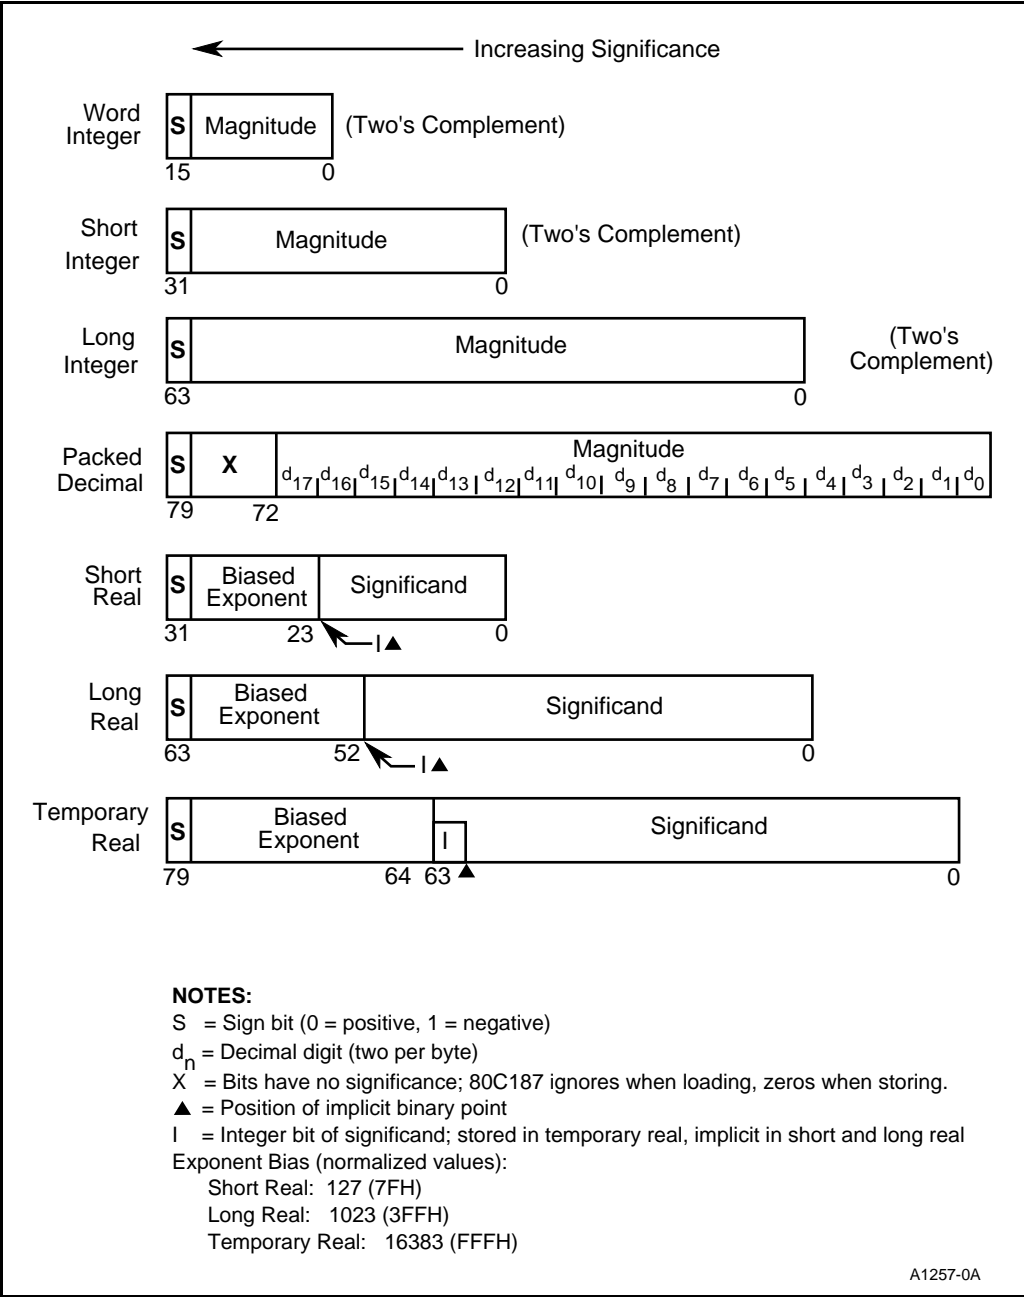 Increasing Significance
Word
Integer
S Magnitude (Two's Complement)
15 0
Short
Integer
S Magnitude (Two's Complement)
31 0
Long
Integer
S Magnitude (Two's
Complement)
63 0
Packed
Decimal
S X Magnitude
d17 d16 d15 d14 d13 d12 d11 d10 d9 d8 d7 d6 d5 d4 d3 d2 d1 d0
79 72
Short
Real
S Biased
Exponent
Significand
31 23 I▲ 0
Long
Real
S Biased
Exponent
Significand
63 52 I▲ 0
Temporary
Real
S Biased
Exponent
I Significand
79 64 63 ▲ 0
NOTES:
S = Sign bit (0 = positive, 1 = negative)
dn = Decimal digit (two per byte)
X = Bits have no significance; 80C187 ignores when loading, zeros when storing.
▲ = Position of implicit binary point
I = Integer bit of significand; stored in temporary real, implicit in short and long real
Exponent Bias (normalized values):
Short Real: 127 (7FH)
Long Real: 1023 (3FFH)
Temporary Real: 16383 (FFFH)
A1257-0A